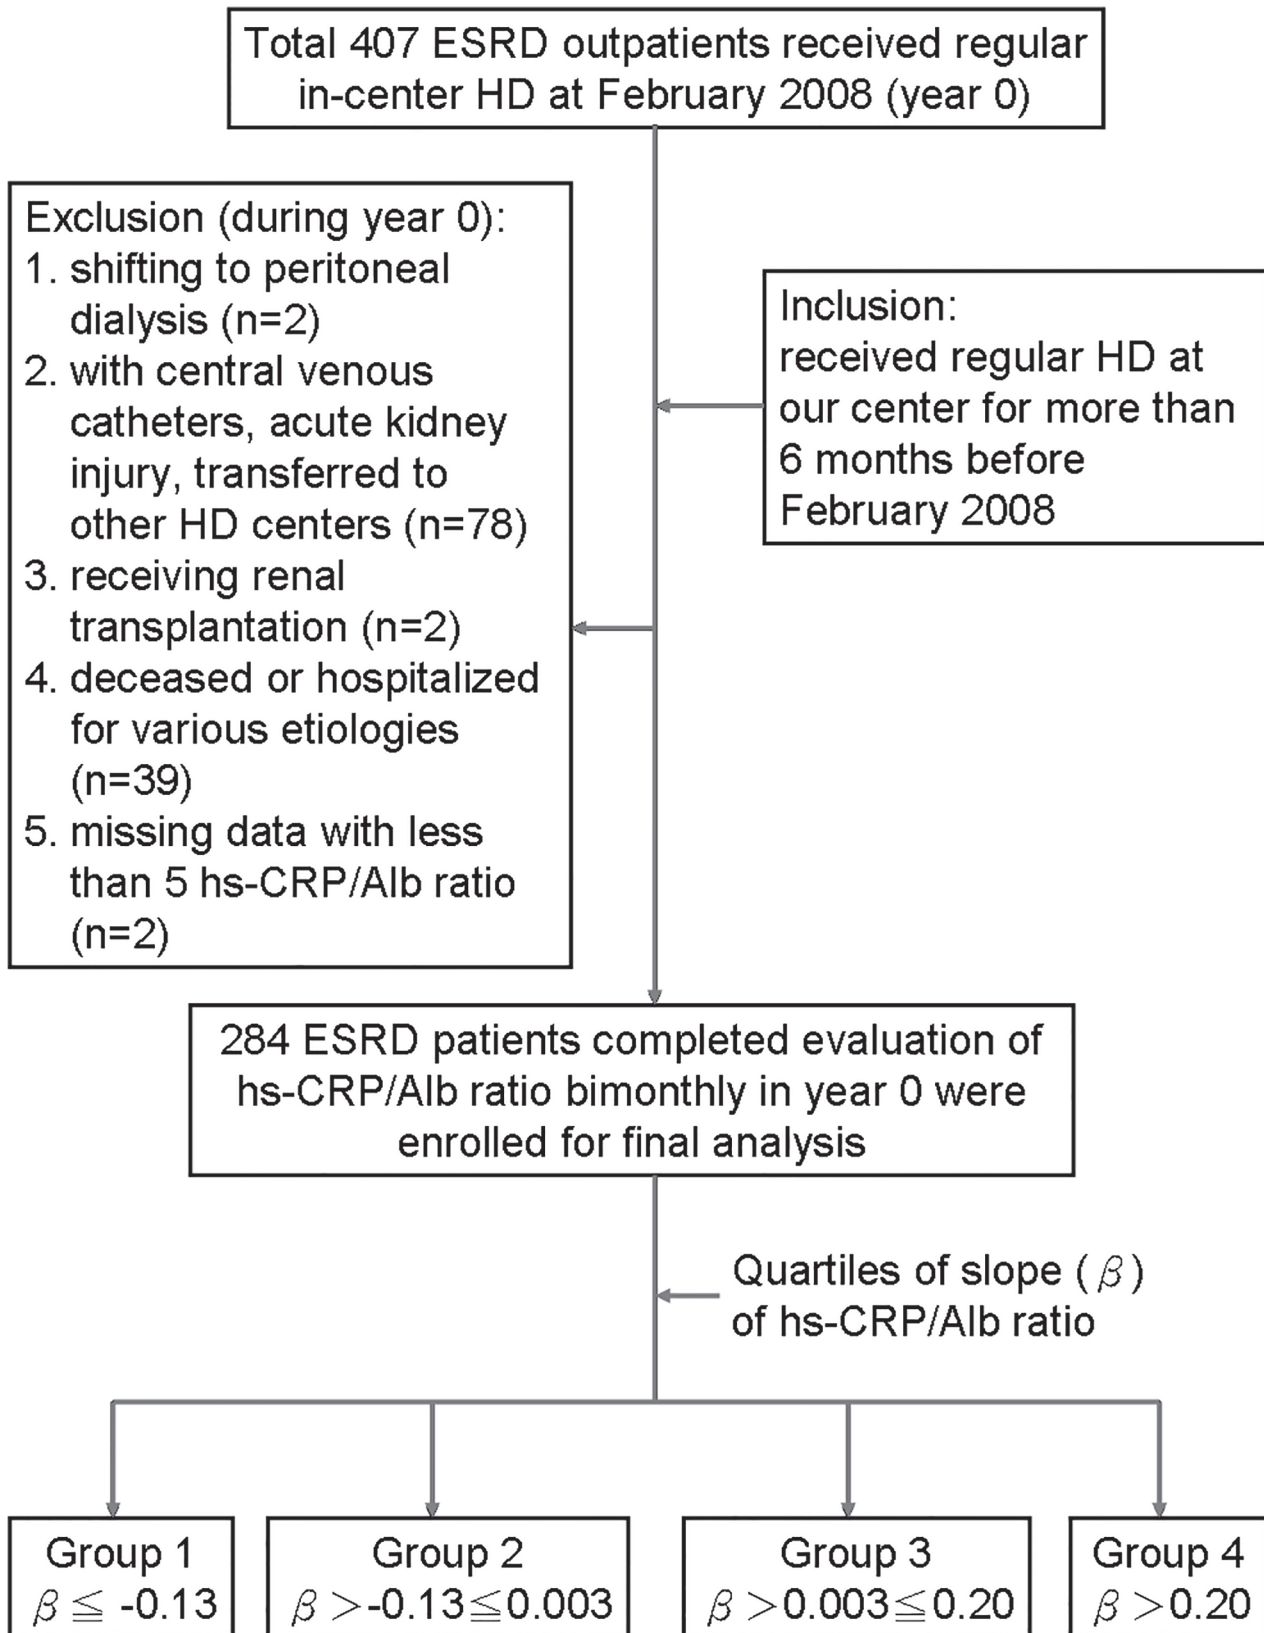 Total 407 ESRD outpatients received regular
in-center HD at February 2008 (year 0)
Exclusion (during year 0):
1. shifting to peritoneal
dialysis (n=2)
2. with central venous
catheters, acute kidney
injury, transferred to
other HD centers (n=78)
3. receiving renal
transplantation (n=2)
4. deceased or hospitalized
for various etiologies
(n=39)
5. missing data with less
than 5 hs-CRP/Alb ratio
(n=2)
Inclusion:
received regular HD at
our center for more than
6 months before
February 2008
284 ESRD patients completed evaluation of
hs-CRP/Alb ratio bimonthly in year 0 were
enrolled for final analysis
Quartiles of slope (β)
of hs-CRP/Alb ratio
Group 1
β ≦ -0.13
Group 2
β >-0.13≦0.003
Group 3
β >0.003≦0.20
Group 4
β >0.20